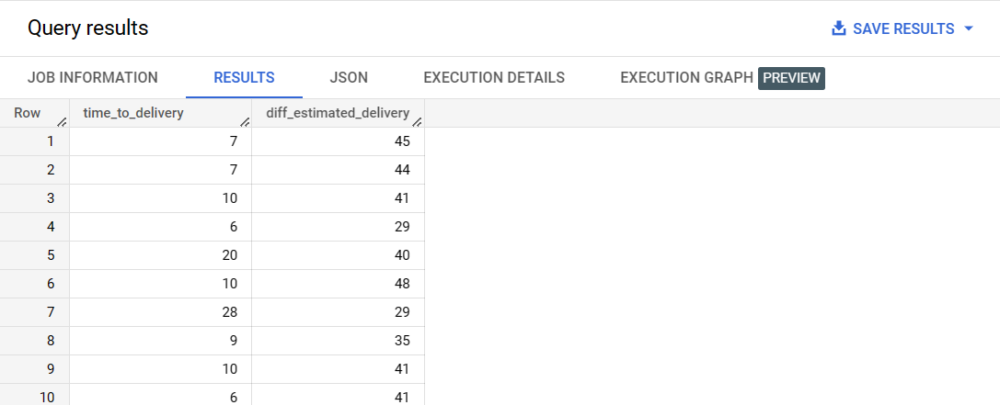 Query results
SAVE RESULTS
JOB INFORMATION RESULTS JSON EXECUTION DETAILS EXECUTION GRAPH PREVIEW
Row time_to_delivery diff_estimated_delivery
1 7 45
2 7 44
3 10 41
4 6 29
5 20 40
6 10 48
7 28 29
8 9 35
9 10 41
10 6 41